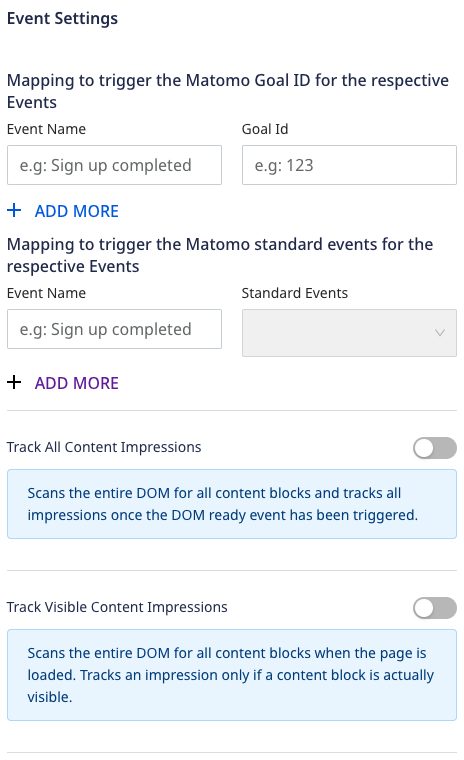 Event Settings
Mapping to trigger the Matomo Goal ID for the respective
Events
Event Name
Goal Id
e.g: Sign up completed
e.g: 123
+ ADD MORE
Mapping to trigger the Matomo standard events for the
respective Events
Event Name
Standard Events
e.g: Sign up completed
+ ADD MORE
Track All Content Impressions
Scans the entire DOM for all content blocks and tracks all
impressions once the DOM ready event has been triggered.
Track Visible Content Impressions
Scans the entire DOM for all content blocks when the page is
loaded. Tracks an impression only if a content block is actually
visible.